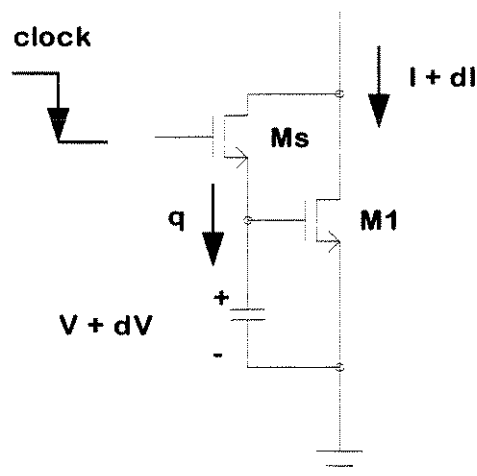 clock
I + dI
Ms
q
M1
+
V + dV
-